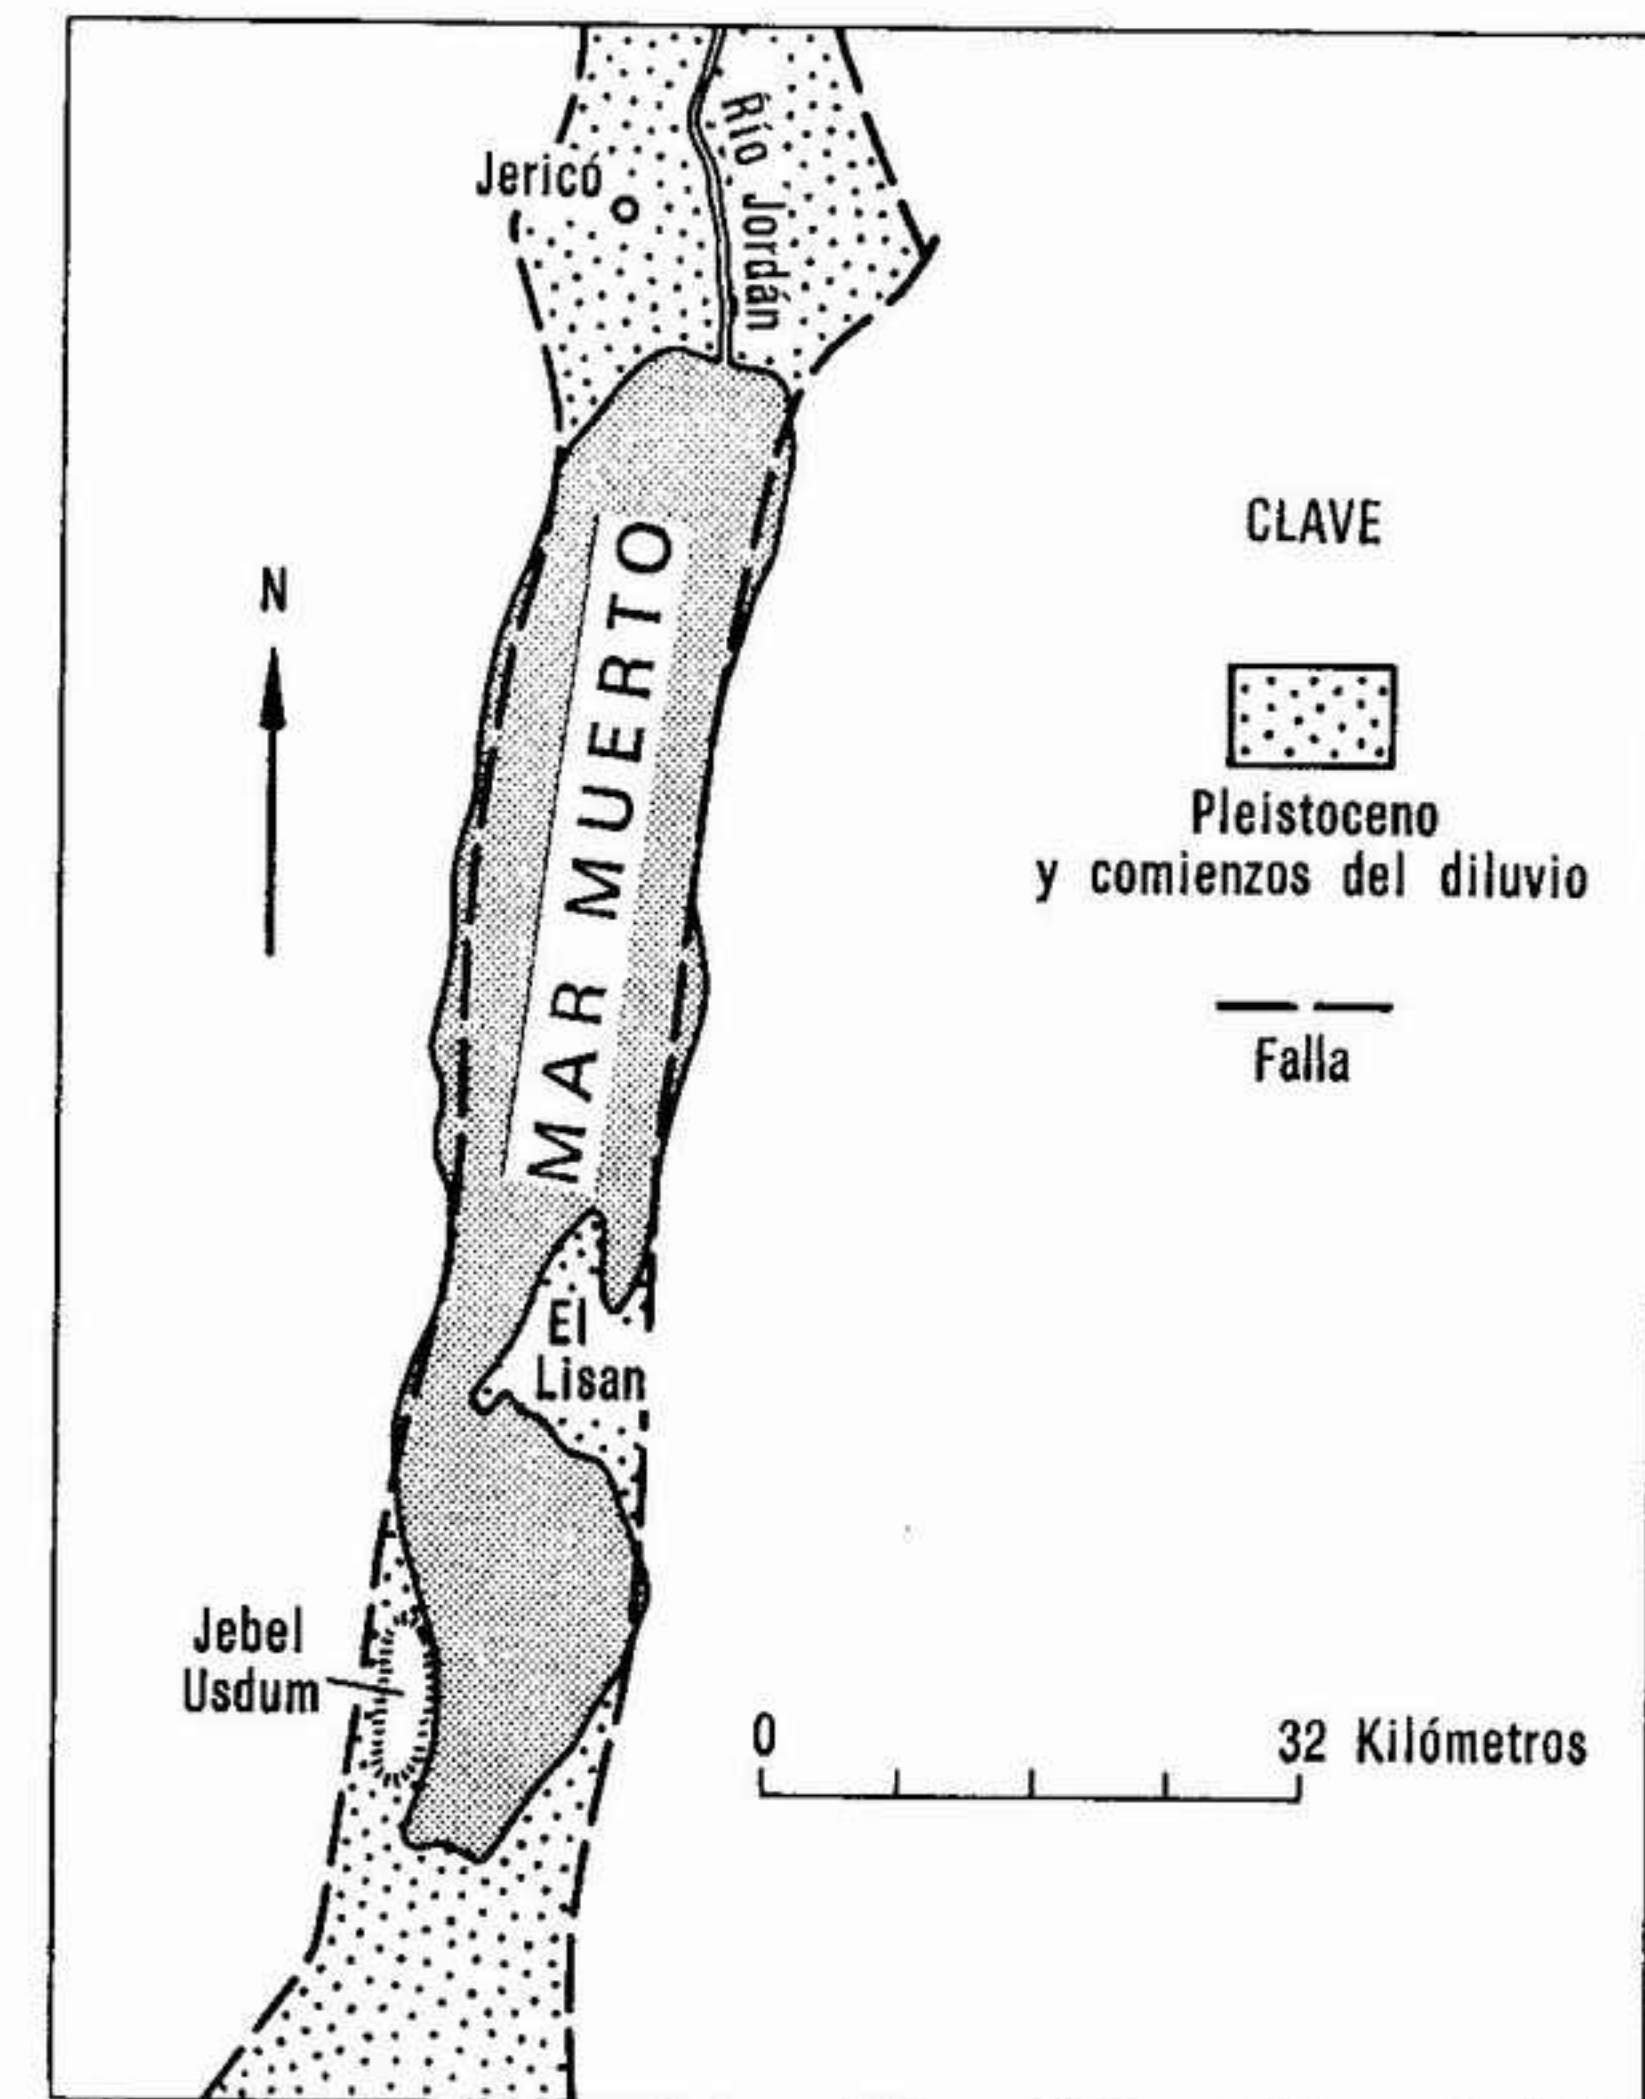 Jericó
Río Jordán
N
MAR MUERTO
CLAVE
Pleistoceno
y comienzos del diluvio
Falla
El
Lisan
Jebel
Usdum
0
32 Kilómetros